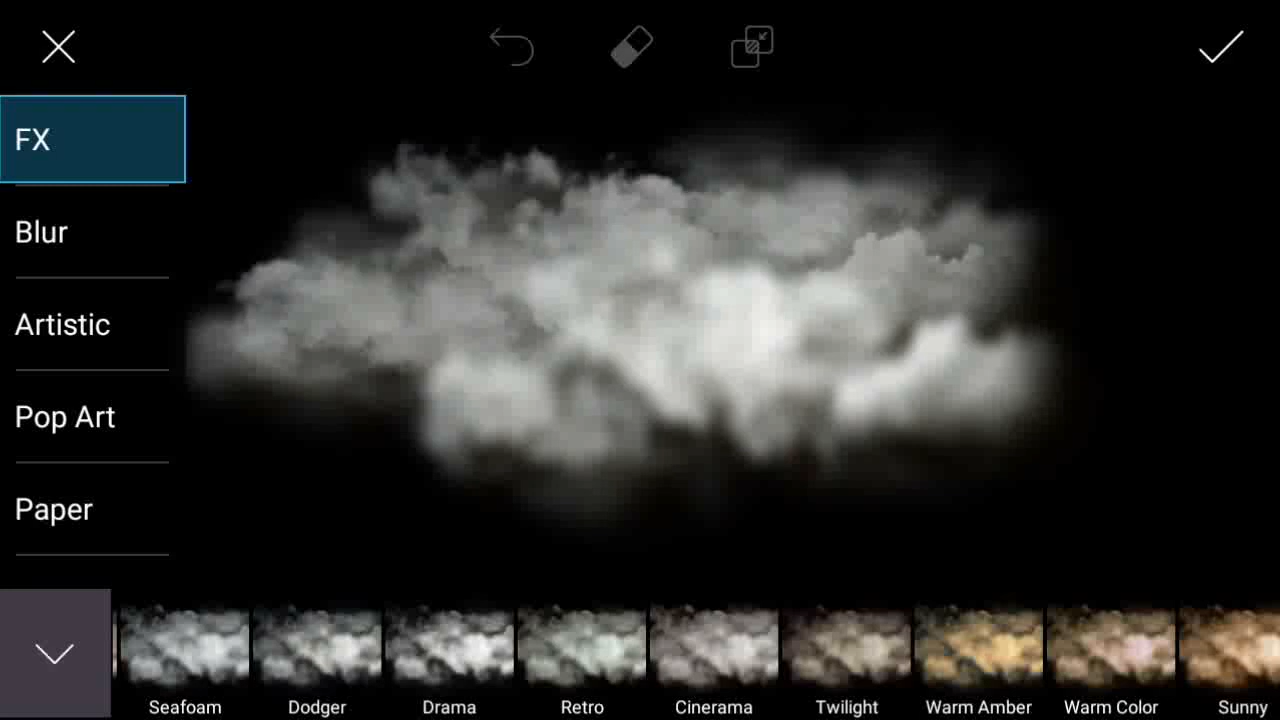 FX
Blur
Artistic
Pop Art
Paper
Seafoam
Dodger
Drama
Retro
Cinerama
Twilight
Warm Amber
Warm Color
Sunny